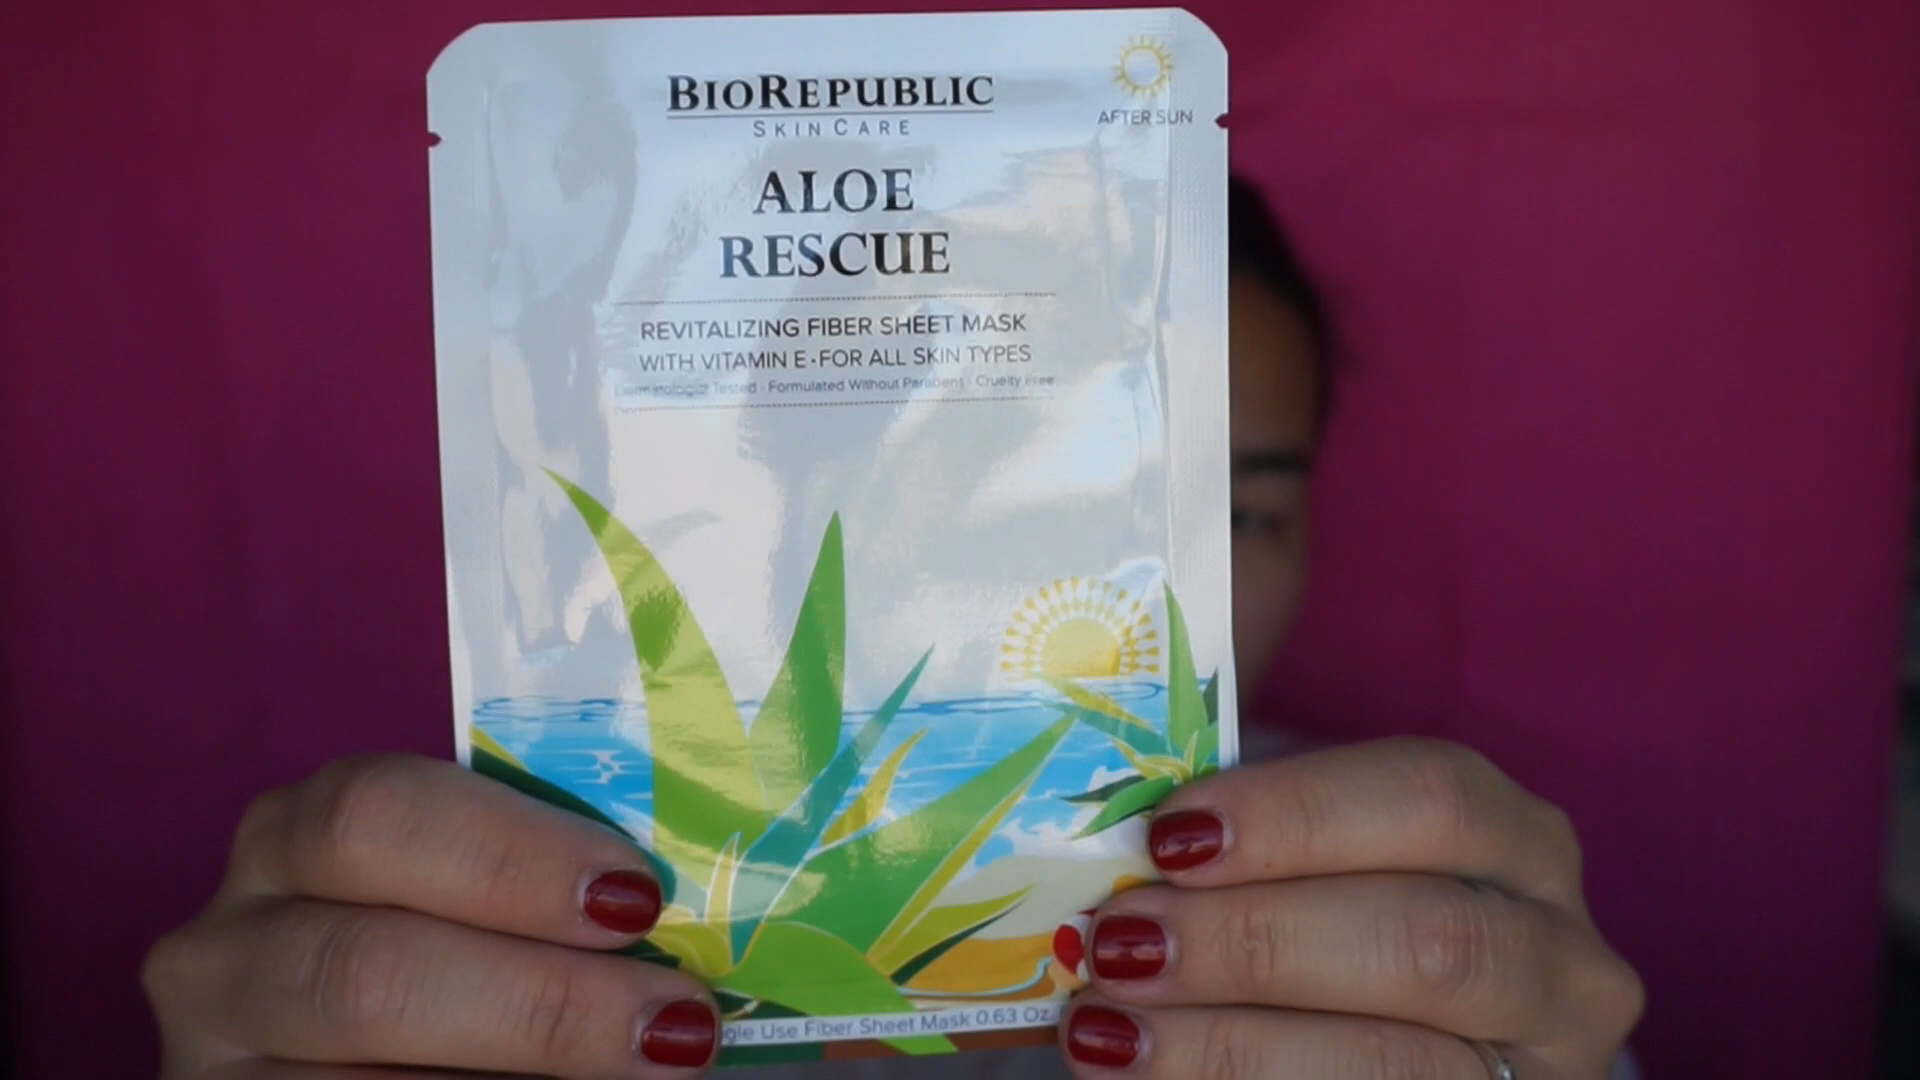 BIOREPUBLIC
SKINCARE
AFTER SUN
ALOE
RESCUE
REVITALIZING FIBER SHEET MASK
WITH VITAMIN E·FOR ALL SKIN TYPES
Dermatologist Tested · Formulated Without Parabens · Cruelty Free
Use Fiber Sheet Mask 0.63 Oz.